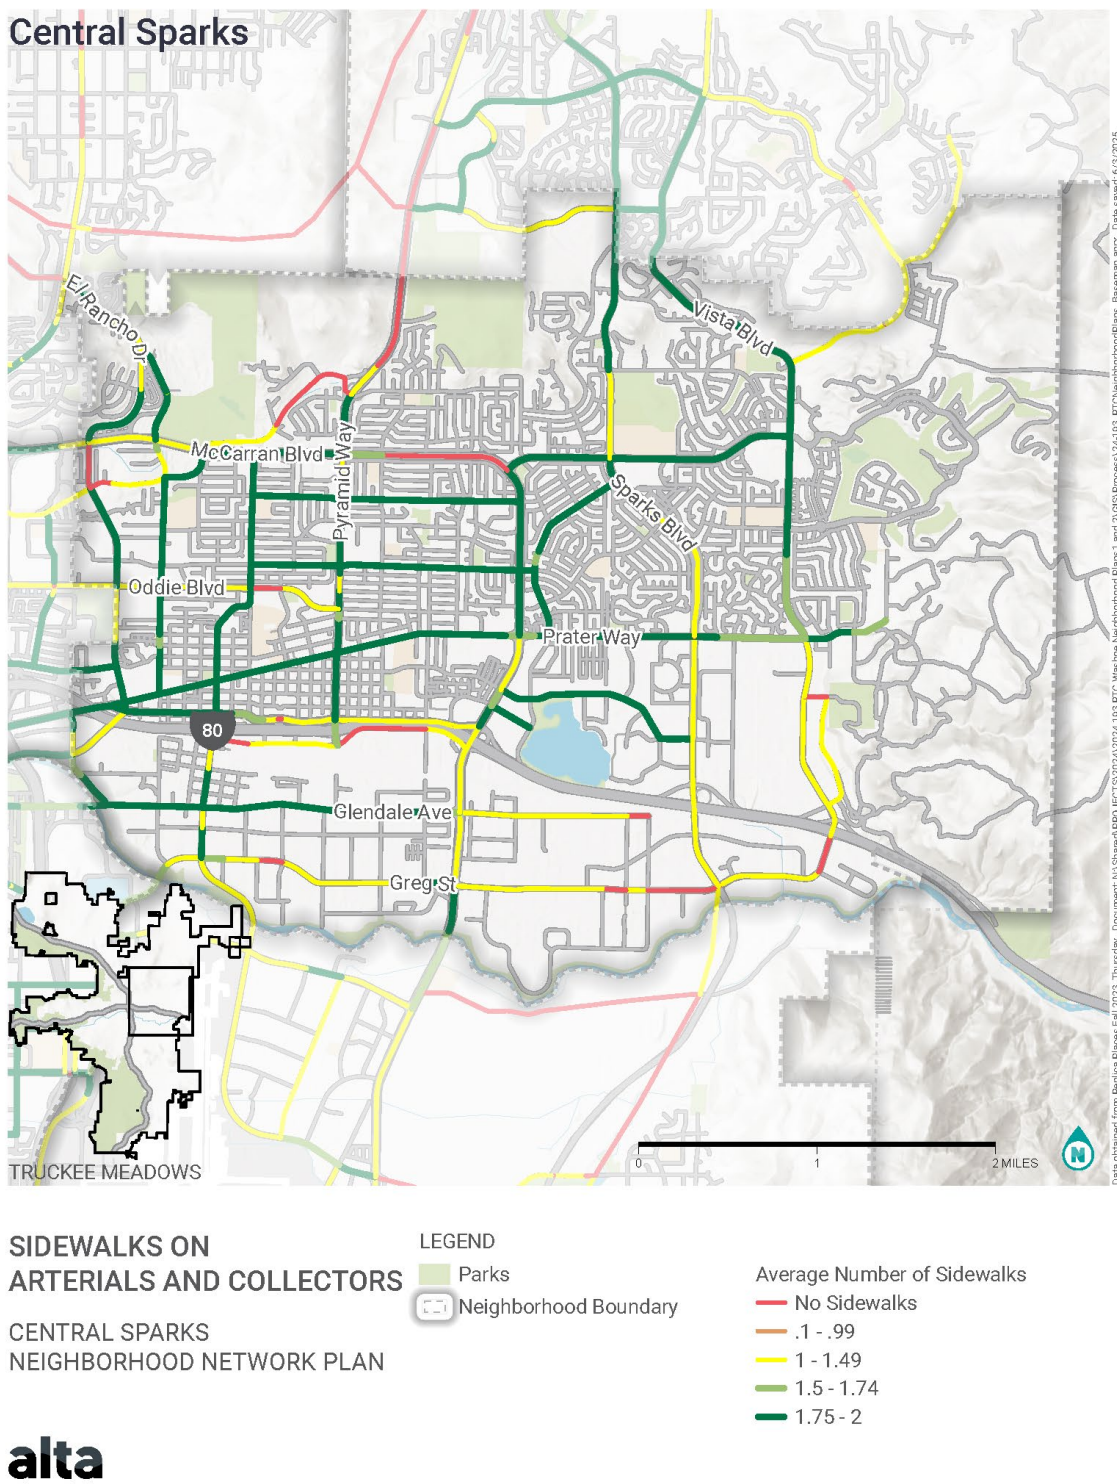 Central Sparks
El Rancho Dr
Vista Blvd
McCarran Blvd
Pyramid Way
Sparks Blvd
Oddie Blvd
Prater Way
80
Glendale Ave
Greg St
TRUCKEE MEADOWS
0
1
2 MILES
N
SIDEWALKS ON
ARTERIALS AND COLLECTORS
CENTRAL SPARKS
NEIGHBORHOOD NETWORK PLAN
LEGEND
Parks
Neighborhood Boundary
Average Number of Sidewalks
No Sidewalks
.1 - .99
1 - 1.49
1.5 - 1.74
1.75 - 2
alta